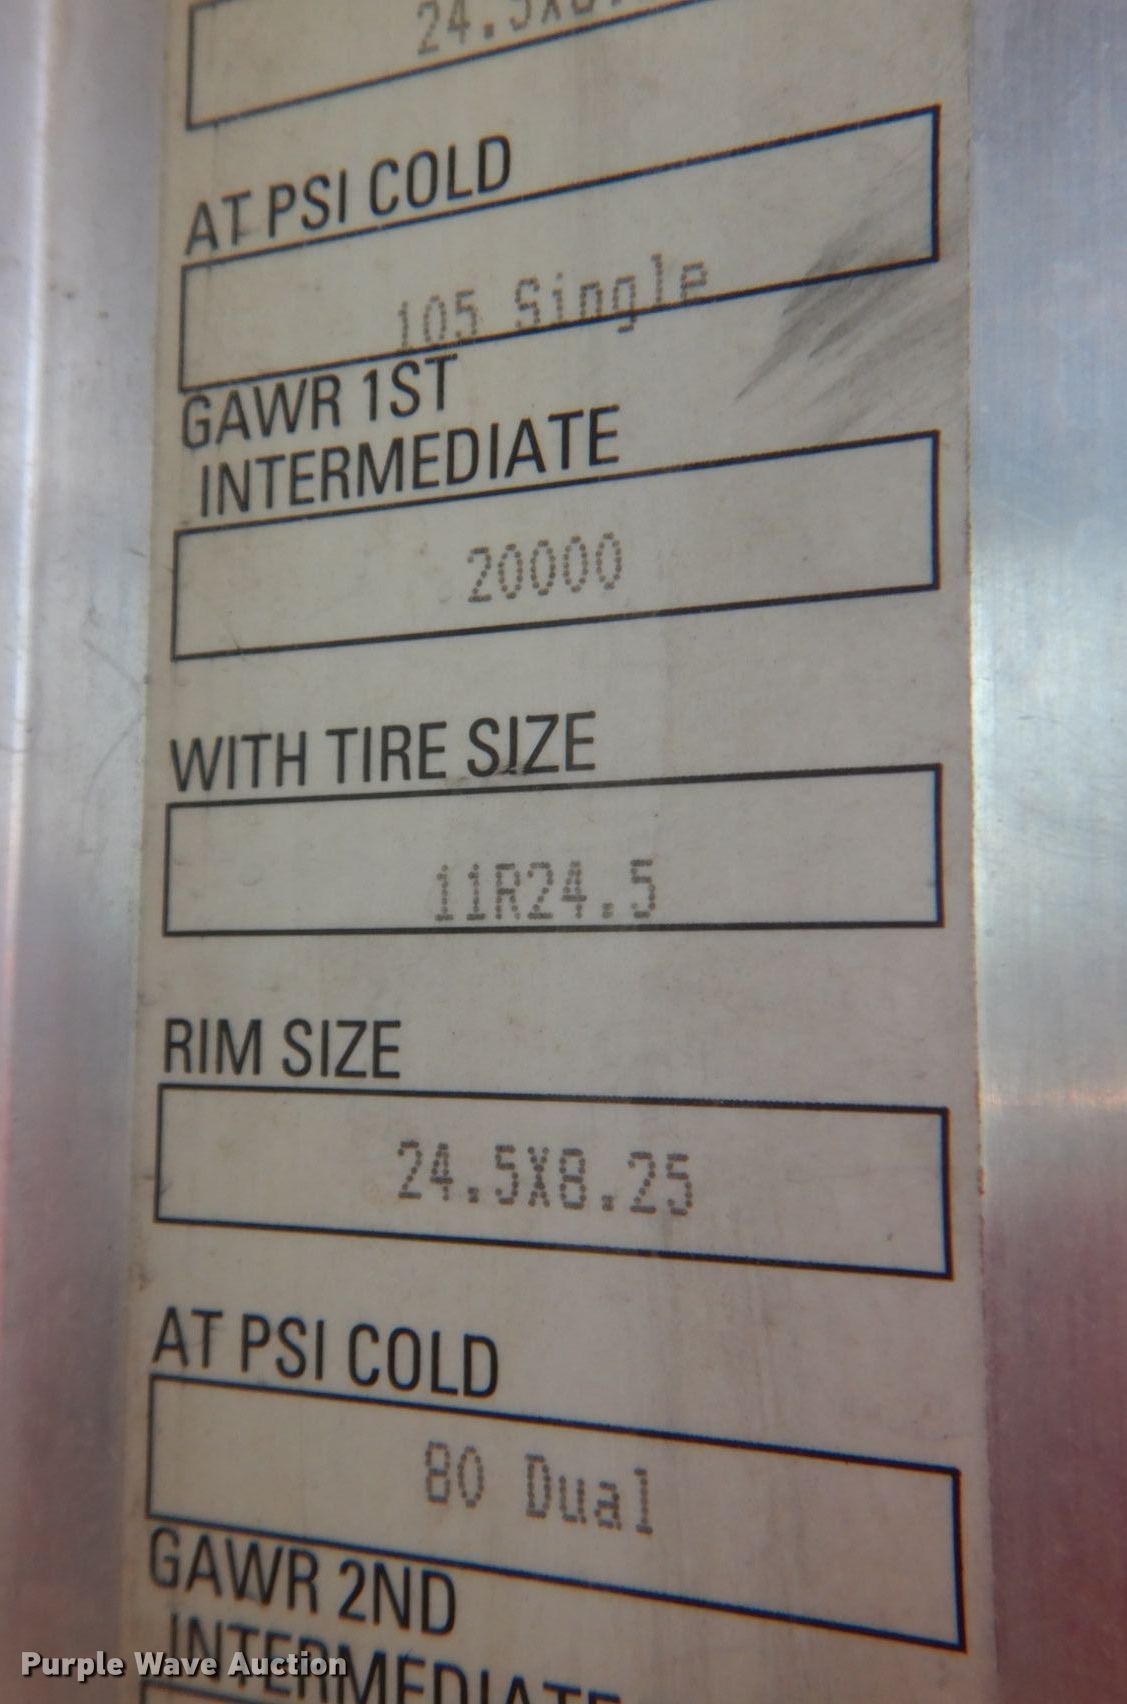 AT PSI COLD
105 Single
GAWR 1ST
INTERMEDIATE
20000
WITH TIRE SIZE
11R24.5
RIM SIZE
24.5X8.25
AT PSI COLD
80 Dual
GAWR 2ND
INTERMEDIATE
Purple Wave Auction